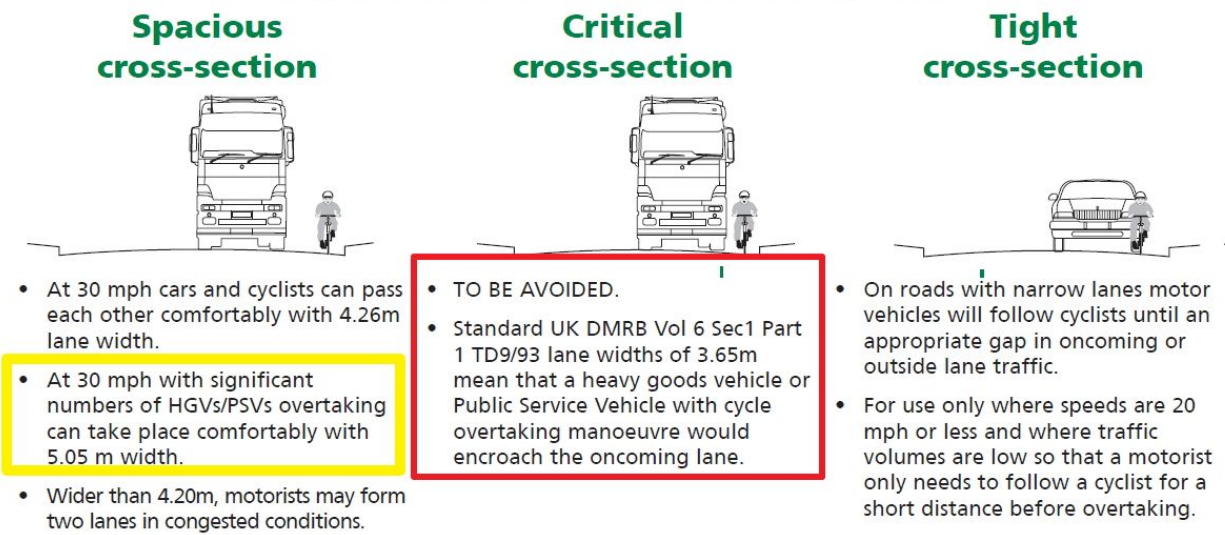 Spacious
cross-section
• At 30 mph cars and cyclists can pass
each other comfortably with 4.26m
lane width.
• At 30 mph with significant
numbers of HGVs/PSVs overtaking
can take place comfortably with
5.05 m width.
• Wider than 4.20m, motorists may form
two lanes in congested conditions.
Critical
cross-section
• TO BE AVOIDED.
• Standard UK DMRB Vol 6 Sec1 Part
1 TD9/93 lane widths of 3.65m
mean that a heavy goods vehicle or
Public Service Vehicle with cycle
overtaking manoeuvre would
encroach the oncoming lane.
Tight
cross-section
• On roads with narrow lanes motor
vehicles will follow cyclists until an
appropriate gap in oncoming or
outside lane traffic.
• For use only where speeds are 20
mph or less and where traffic
volumes are low so that a motorist
only needs to follow a cyclist for a
short distance before overtaking.